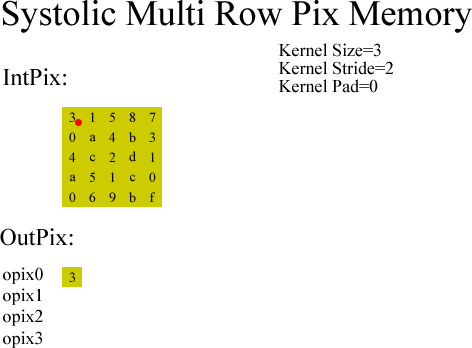 Systolic Multi Row Pix Memory
Kernel Size=3
Kernel Stride=2
Kernel Pad=0
IntPix:
3 1 5 8 7
0 a 4 b 3
4 c 2 d 1
a 5 1 c 0
0 6 9 b f
OutPix:
opix0 3
opix1
opix2
opix3